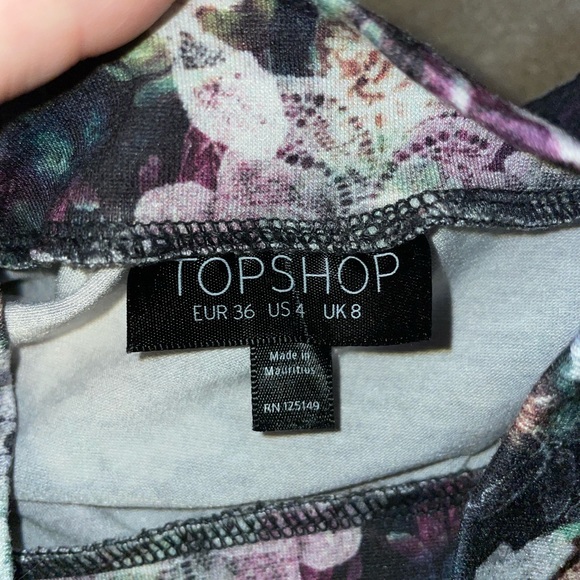 TOPSHOP
EUR 36 US 4 UK 8
Made in
Mauritius
RN 125149